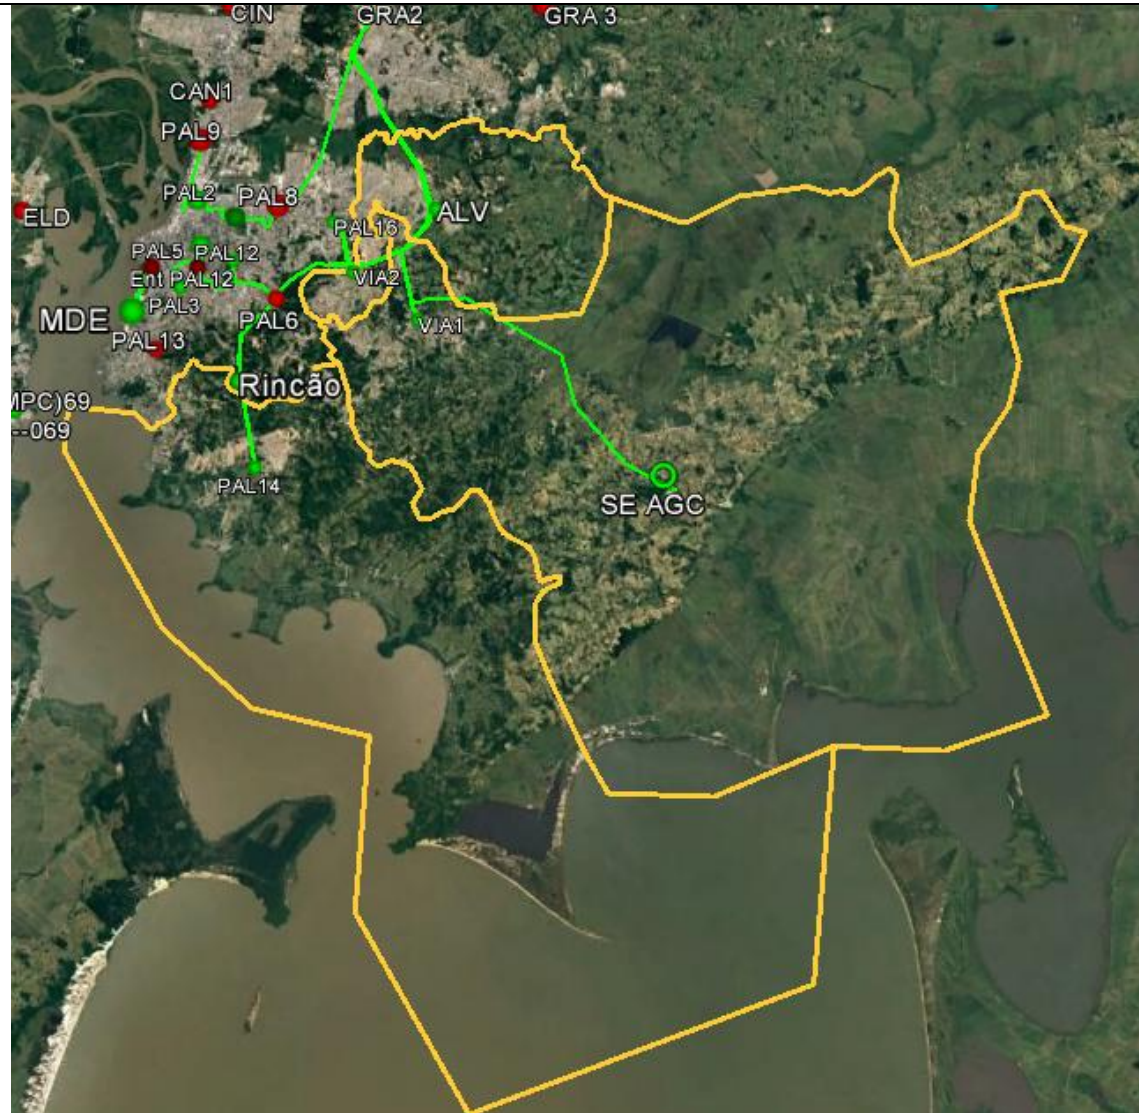 CIN
GRA2
GRA 3
CAN1
PAL9
PAL2
PAL8
ELD
ALV
PAL16
PAL5
PAL12
Ent PAL12
VIA2
PAL3
MDE
PAL6
VIA1
PAL13
Rincão
MPC)69
--069
PAL14
SE AGC